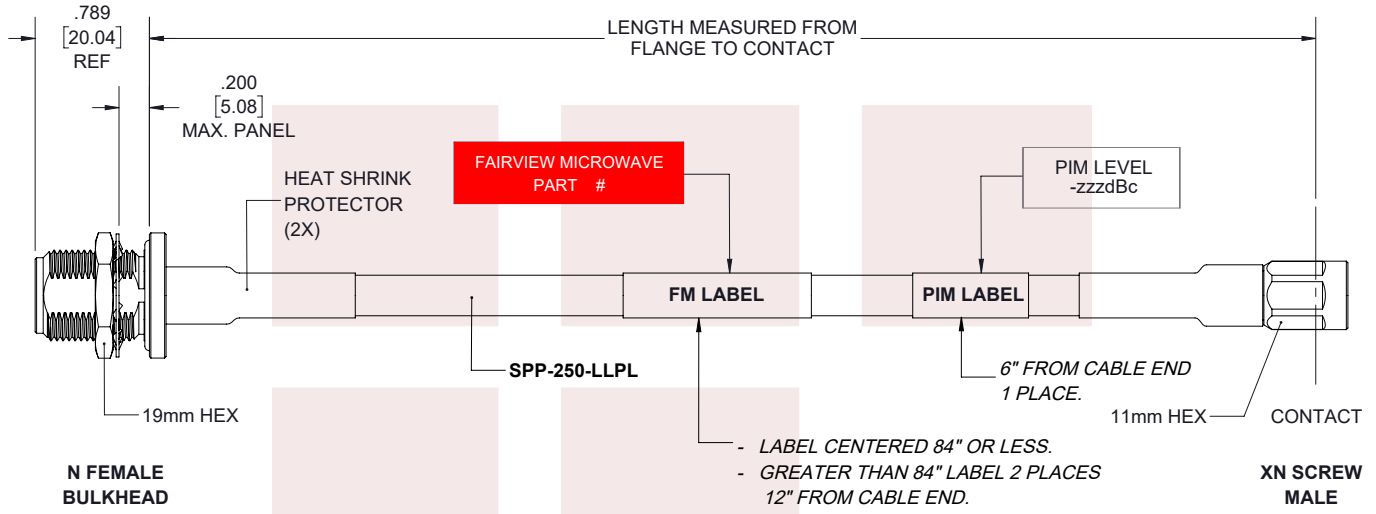 .789
[20.04]
REF
LENGTH MEASURED FROM
FLANGE TO CONTACT
.200
[5.08]
MAX. PANEL
HEAT SHRINK
PROTECTOR
(2X)
FAIRVIEW MICROWAVE
PART #
PIM LEVEL
-zzzdBc
FM LABEL
PIM LABEL
SPP-250-LLPL
6" FROM CABLE END
1 PLACE.
19mm HEX
11mm HEX
CONTACT
- LABEL CENTERED 84" OR LESS.
- GREATER THAN 84" LABEL 2 PLACES
12" FROM CABLE END.
N FEMALE
BULKHEAD
XN SCREW
MALE